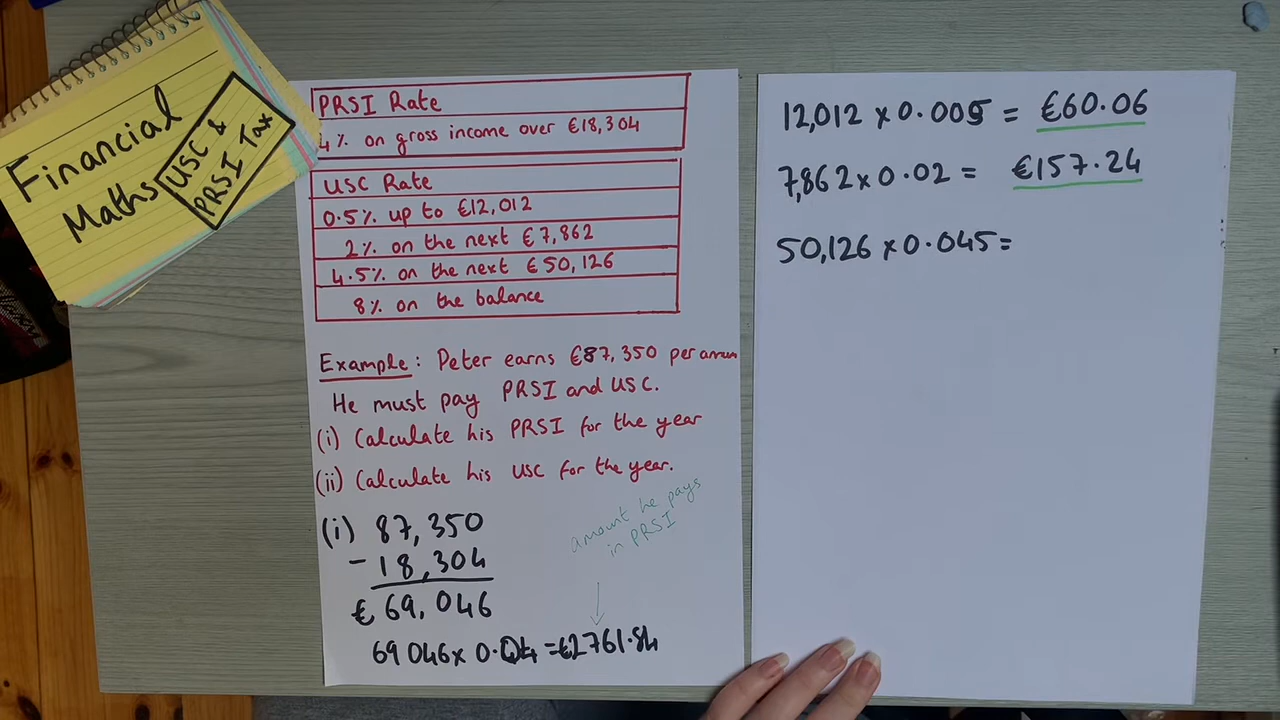 Financial
Maths
USC &
PRSI Tax
PRSI Rate
4% on gross income over €18,304
USC Rate
0.5% up to €12,012
2% on the next €7,862
4.5% on the next €50,126
8% on the balance
Example: Peter earns €87,350 per annum
He must pay PRSI and USC.
(i) Calculate his PRSI for the year
(ii) Calculate his USC for the year.
amount he pays
in PRSI
(i) 87,350
- 18,304
€69,046
69046 x 0.04 = €2761.84
12,012 x 0.005 = €60.06
7,862 x 0.02 = €157.24
50,126 x 0.045 =